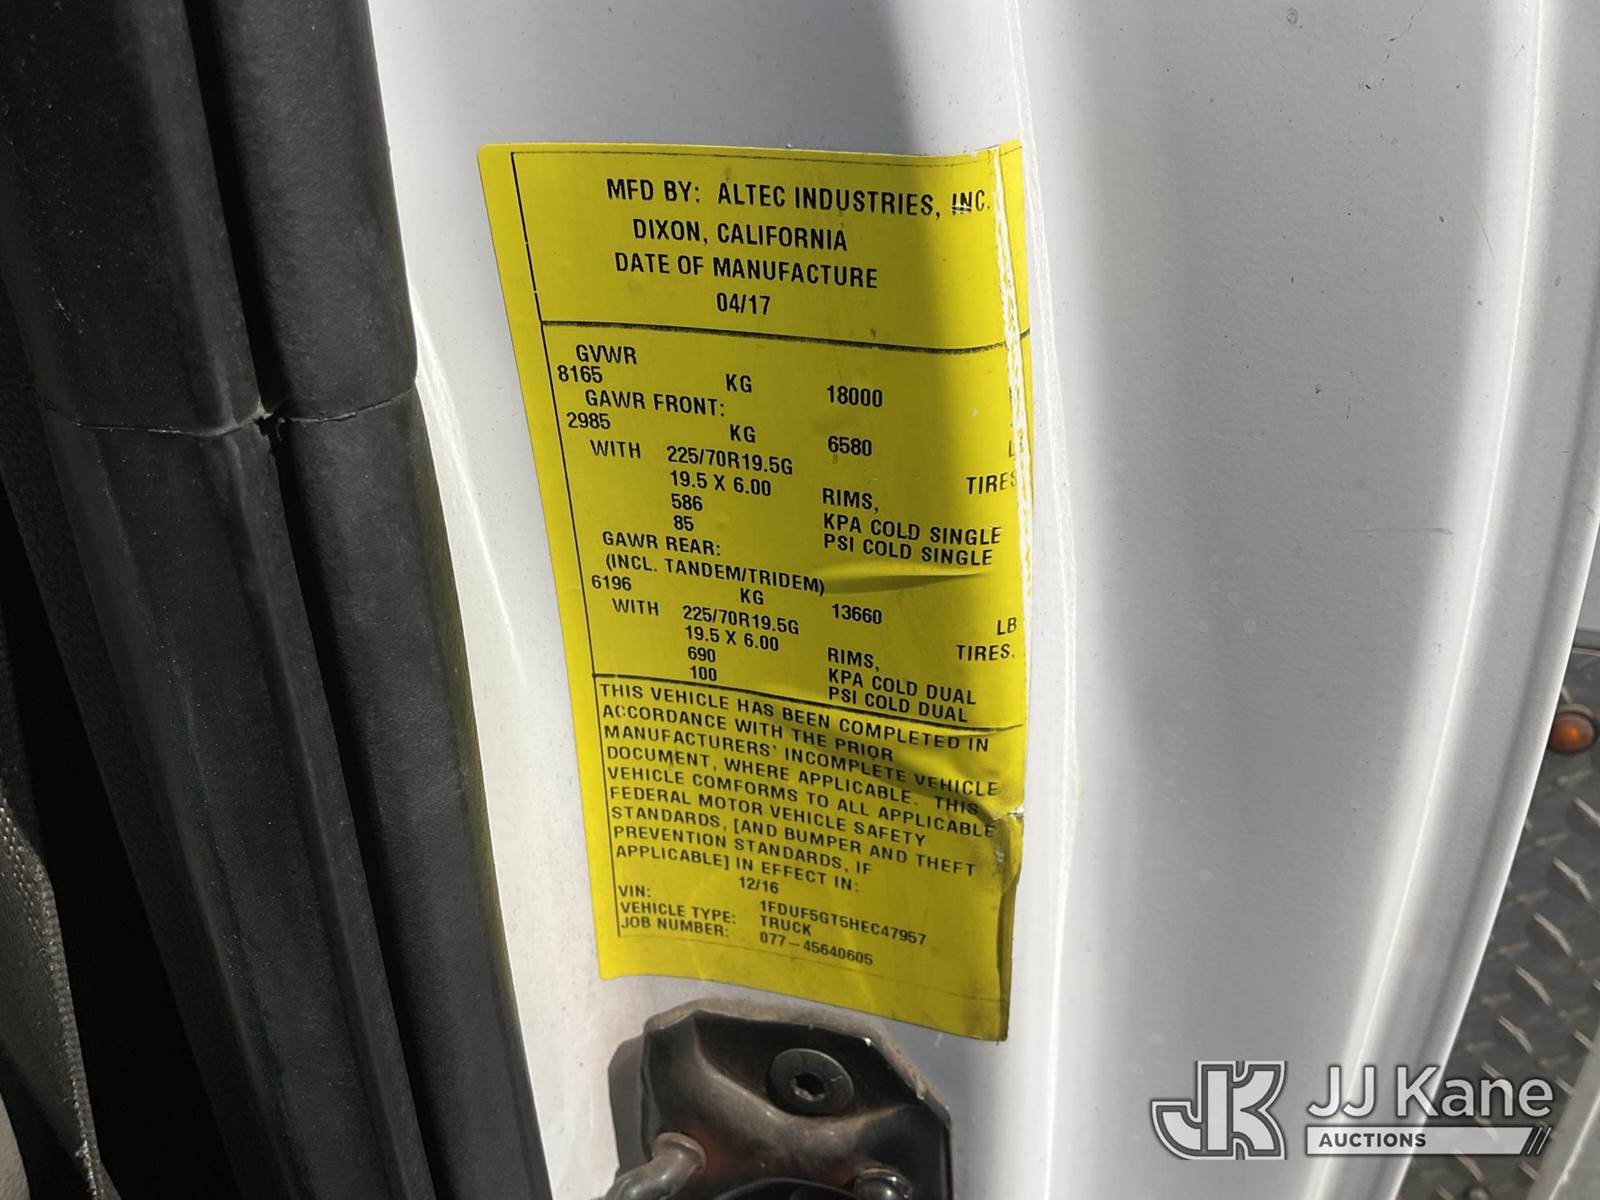 MFD BY: ALTEC INDUSTRIES, INC.
DIXON, CALIFORNIA
DATE OF MANUFACTURE
04/17
GVWR
8165 KG 18000
GAWR FRONT:
2985 KG 6580 L
WITH 225/70R19.5G TIRES
19.5 X 6.00 RIMS,
586 KPA COLD SINGLE
85 PSI COLD SINGLE
GAWR REAR:
(INCL. TANDEM/TRIDEM)
6196 KG 13660 LB
WITH 225/70R19.5G TIRES.
19.5 X 6.00 RIMS,
690 KPA COLD DUAL
100 PSI COLD DUAL
THIS VEHICLE HAS BEEN COMPLETED IN
ACCORDANCE WITH THE PRIOR
MANUFACTURERS' INCOMPLETE VEHICLE
DOCUMENT, WHERE APPLICABLE. THIS
VEHICLE COMFORMS TO ALL APPLICABLE
FEDERAL MOTOR VEHICLE SAFETY
STANDARDS, [AND BUMPER AND THEFT
PREVENTION STANDARDS, IF
APPLICABLE] IN EFFECT IN:
12/16
VIN: 1FDUF5GT5HEC47957
VEHICLE TYPE: TRUCK
JOB NUMBER: 077-45640605
JK JJ Kane
AUCTIONS